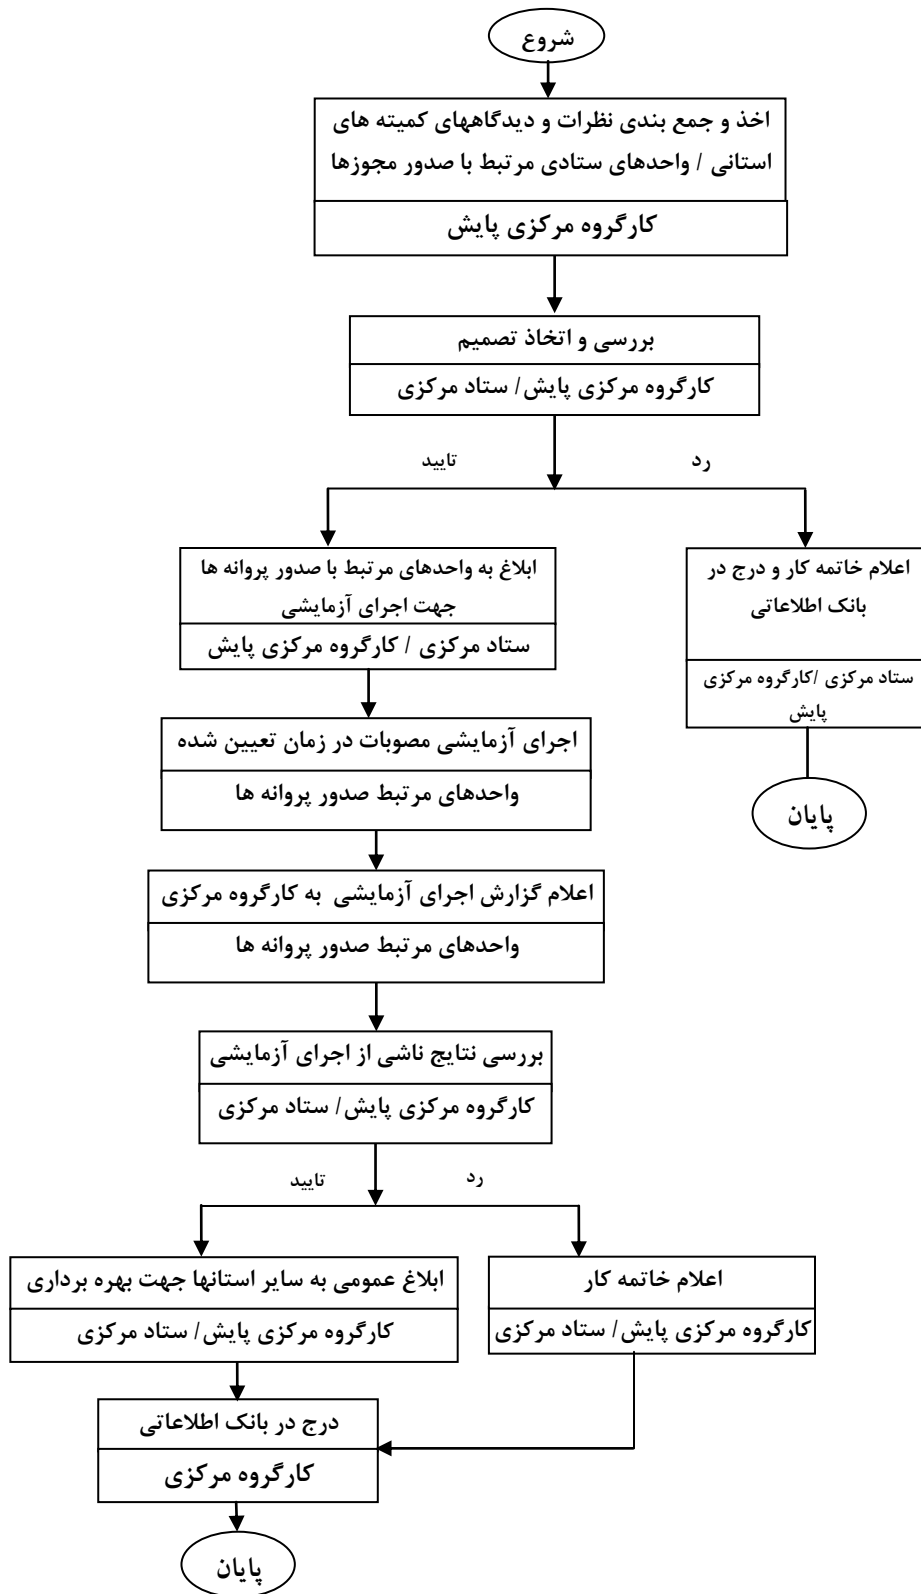 شروع
اخذ و جمع بندی نظرات و دیدگاههای کمیته های
استانی / واحدهای ستادی مرتبط با صدور مجوزها
کارگروه مرکزی پایش
بررسی و اتخاذ تصمیم
کارگروه مرکزی پایش/ ستاد مرکزی
رد
تایید
اعلام خاتمه کار و درج در
بانک اطلاعاتی
ستاد مرکزی /کارگروه مرکزی
پایش
پایان
ابلاغ به واحدهای مرتبط با صدور پروانه ها
جهت اجرای آزمایشی
ستاد مرکزی / کارگروه مرکزی پایش
اجرای آزمایشی مصوبات در زمان تعیین شده
واحدهای مرتبط صدور پروانه ها
اعلام گزارش اجرای آزمایشی به کارگروه مرکزی
واحدهای مرتبط صدور پروانه ها
بررسی نتایج ناشی از اجرای آزمایشی
کارگروه مرکزی پایش/ ستاد مرکزی
رد
تایید
اعلام خاتمه کار
کارگروه مرکزی پایش/ ستاد مرکزی
ابلاغ عمومی به سایر استانها جهت بهره برداری
کارگروه مرکزی پایش/ ستاد مرکزی
درج در بانک اطلاعاتی
کارگروه مرکزی
پایان